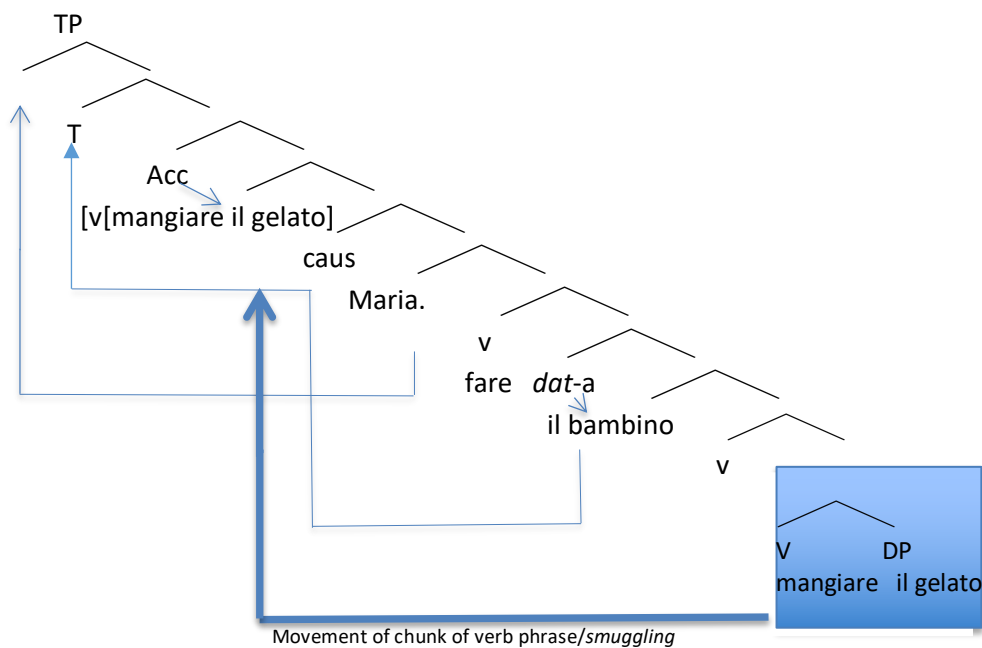 TP
T
Acc
[v[mangiare il gelato]
caus
Maria.
v
fare dat-a
il bambino
v
V DP
mangiare il gelato
Movement of chunk of verb phrase/smuggling